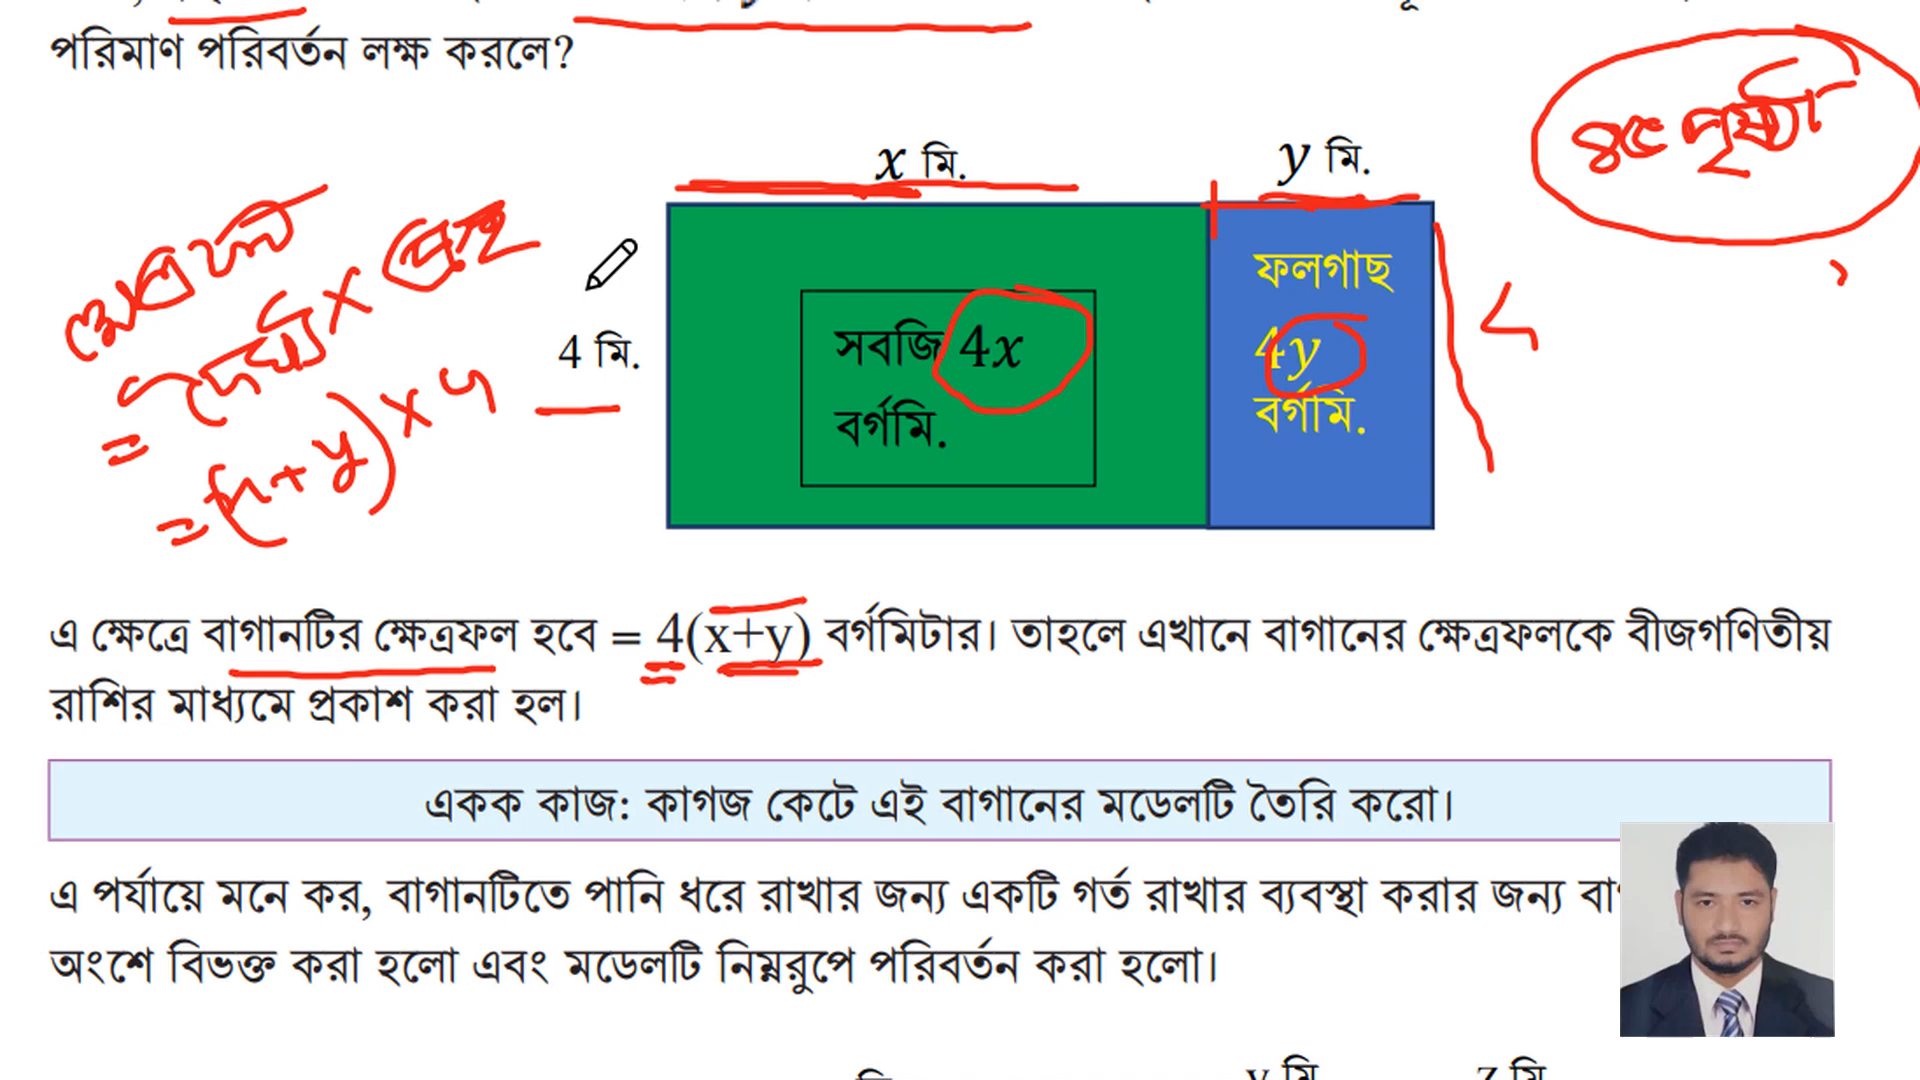 পরিমাণ পরিবর্তন লক্ষ করলে?
৪৫ পৃষ্ঠা
x মি.
y মি.
ক্ষেত্রফল
= দৈর্ঘ্য × প্রস্থ
= (x+y) × 4
4 মি.
সবজি 4x
বর্গমি.
ফলগাছ
4y
বর্গমি.
এ ক্ষেত্রে বাগানটির ক্ষেত্রফল হবে = 4(x+y) বর্গমিটার। তাহলে এখানে বাগানের ক্ষেত্রফলকে বীজগণিতীয়
রাশির মাধ্যমে প্রকাশ করা হল।
একক কাজ: কাগজ কেটে এই বাগানের মডেলটি তৈরি করো।
এ পর্যায়ে মনে কর, বাগানটিতে পানি ধরে রাখার জন্য একটি গর্ত রাখার ব্যবস্থা করার জন্য
অংশে বিভক্ত করা হলো এবং মডেলটি নিম্নরুপে পরিবর্তন করা হলো।
y মি
z মি